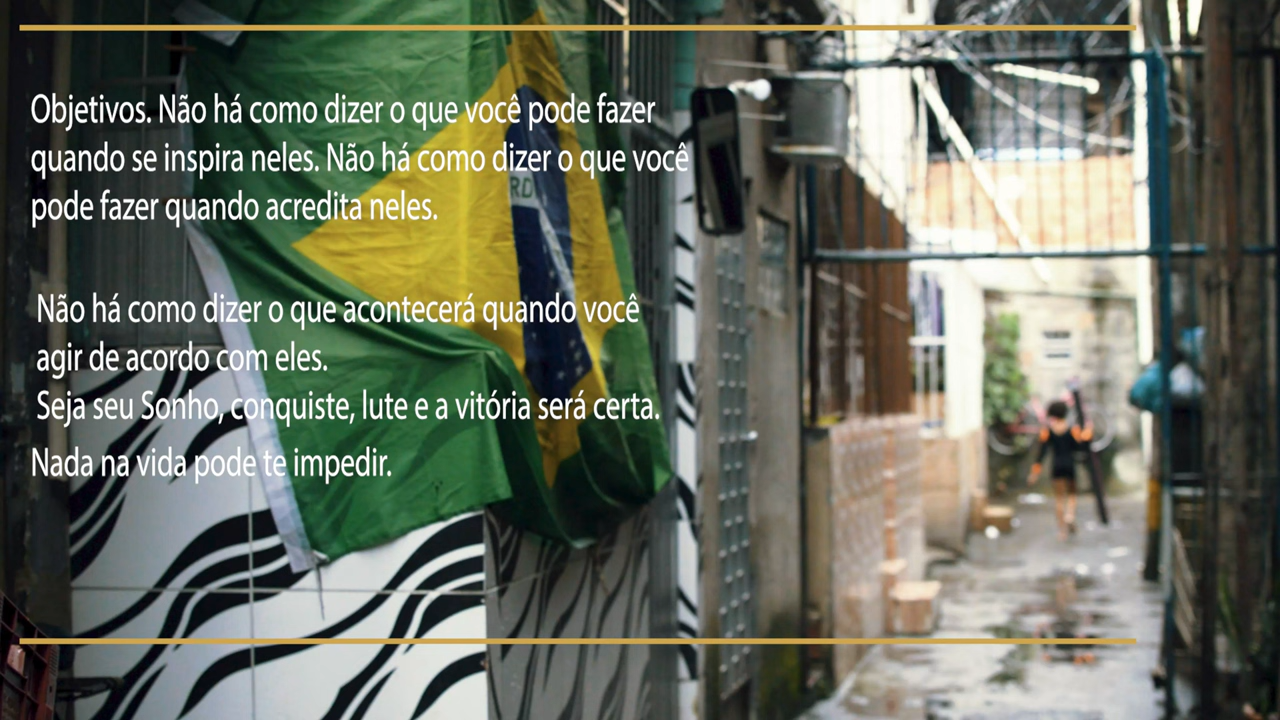 Objetivos. Não há como dizer o que você pode fazer
quando se inspira neles. Não há como dizer o que você
pode fazer quando acredita neles.
Não há como dizer o que acontecerá quando você
agir de acordo com eles.
Seja seu Sonho, conquiste, lute e a vitória será certa.
Nada na vida pode te impedir.
RD